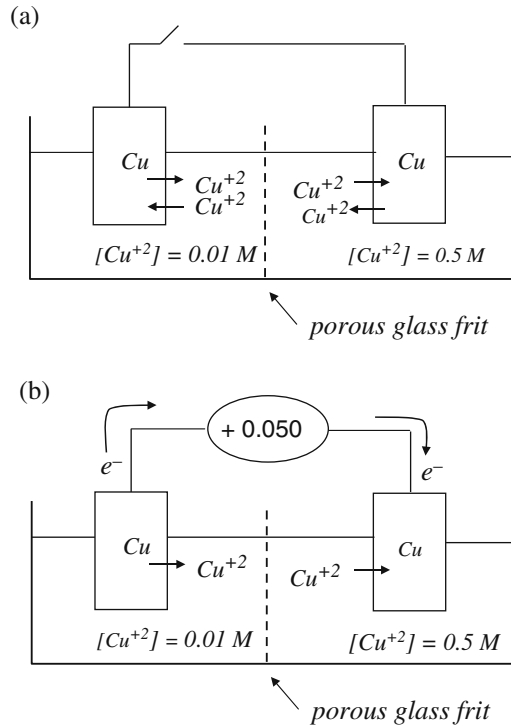 (a)
Cu Cu
Cu+2 Cu+2
Cu+2 Cu+2
[Cu+2] = 0.01 M [Cu+2] = 0.5 M
porous glass frit
(b)
+ 0.050
e– e–
Cu Cu
Cu+2 Cu+2
[Cu+2] = 0.01 M [Cu+2] = 0.5 M
porous glass frit